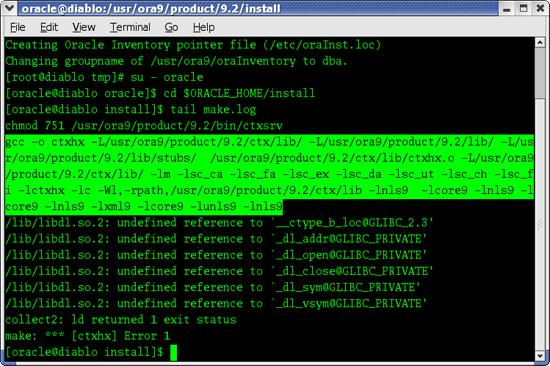 oracle@diablo:/usr/ora9/product/9.2/install
File Edit View Terminal Go Help
Creating Oracle Inventory pointer file (/etc/oraInst.loc)
Changing groupname of /usr/ora9/oraInventory to dba.
[root@diablo tmp]# su - oracle
[oracle@diablo oracle]$ cd $ORACLE_HOME/install
[oracle@diablo install]$ tail make.log
chmod 751 /usr/ora9/product/9.2/bin/ctxsrv
gcc -o ctxhx -L/usr/ora9/product/9.2/ctx/lib/ -L/usr/ora9/product/9.2/lib/ -L/us
r/ora9/product/9.2/lib/stubs/  /usr/ora9/product/9.2/ctx/lib/ctxhx.o -L/usr/ora9
/product/9.2/ctx/lib/ -lm -lsc_ca -lsc_fa -lsc_ex -lsc_da -lsc_ut -lsc_ch -lsc_f
i -lctxhx -lc -Wl,-rpath,/usr/ora9/product/9.2/ctx/lib -lnls9  -lcore9 -lnls9 -l
core9 -lnls9 -lxml9 -lcore9 -lunls9 -lnls9
/lib/libdl.so.2: undefined reference to `__ctype_b_loc@GLIBC_2.3'
/lib/libdl.so.2: undefined reference to `_dl_addr@GLIBC_PRIVATE'
/lib/libdl.so.2: undefined reference to `_dl_open@GLIBC_PRIVATE'
/lib/libdl.so.2: undefined reference to `_dl_close@GLIBC_PRIVATE'
/lib/libdl.so.2: undefined reference to `_dl_sym@GLIBC_PRIVATE'
/lib/libdl.so.2: undefined reference to `_dl_vsym@GLIBC_PRIVATE'
collect2: ld returned 1 exit status
make: *** [ctxhx] Error 1
[oracle@diablo install]$